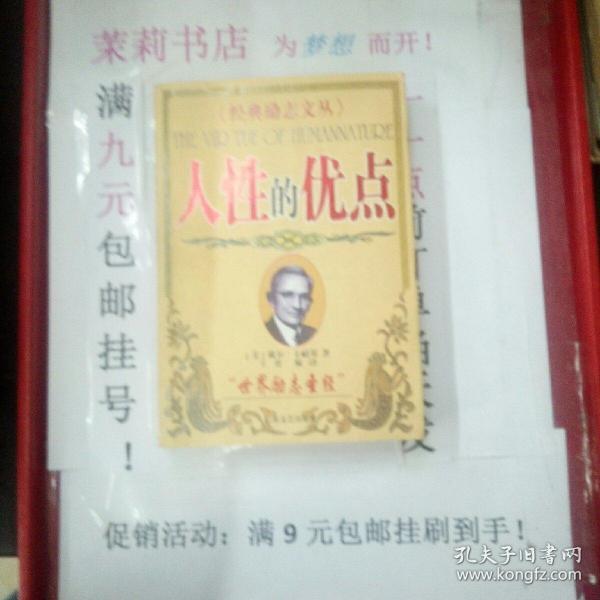 茉莉书店 为梦想而开！
满九元包邮挂号！
《经典励志文丛》
THE VIRTUE OF HUMANNATURE
人性的优点
"世界励志圣经"
促销活动：满9元包邮挂刷到手！
孔夫子旧书网
www.kongfz.com